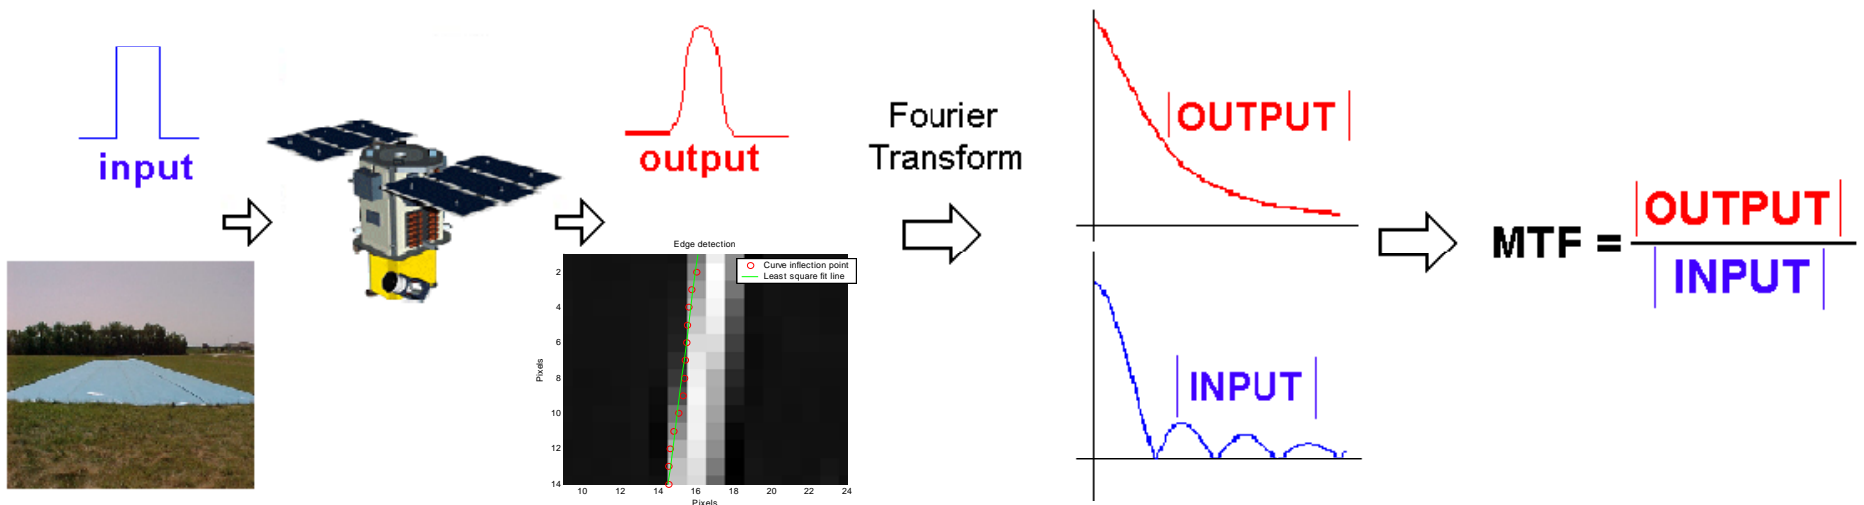 input
output
Edge detection
Curve inflection point
Least square fit line
2
4
6
8
10
12
14
Pixels
10 12 14 16 18 20 22 24
Pixels
Fourier
Transform
|OUTPUT|
|INPUT|
MTF = |OUTPUT|
|INPUT|